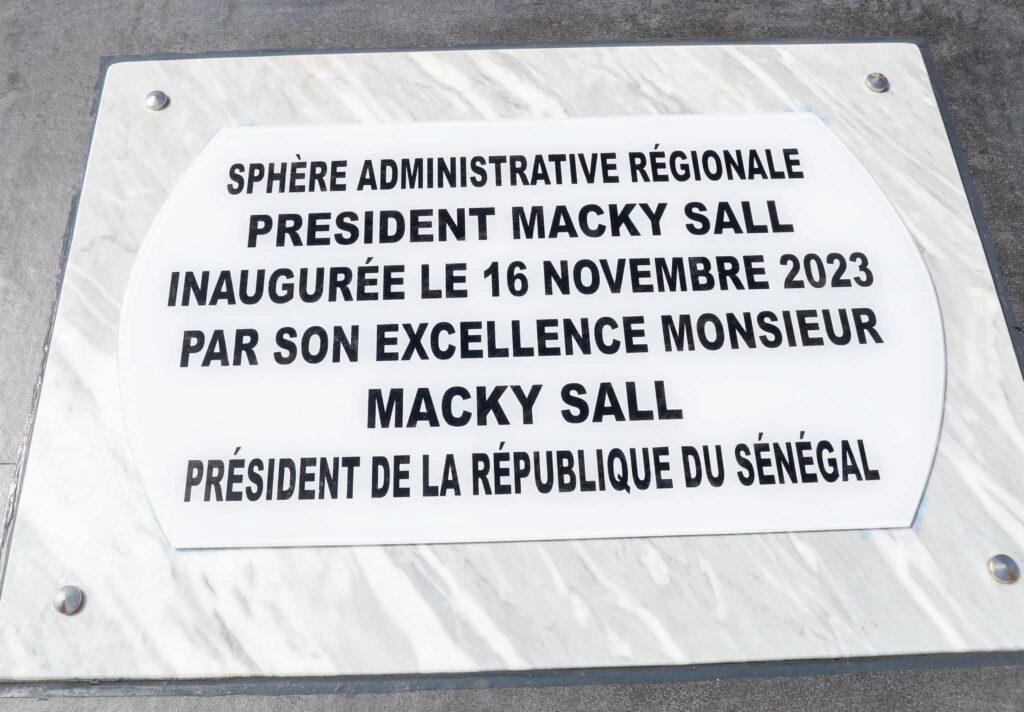 SPHÈRE ADMINISTRATIVE RÉGIONALE
PRESIDENT MACKY SALL
INAUGURÉE LE 16 NOVEMBRE 2023
PAR SON EXCELLENCE MONSIEUR
MACKY SALL
PRÉSIDENT DE LA RÉPUBLIQUE DU SÉNÉGAL